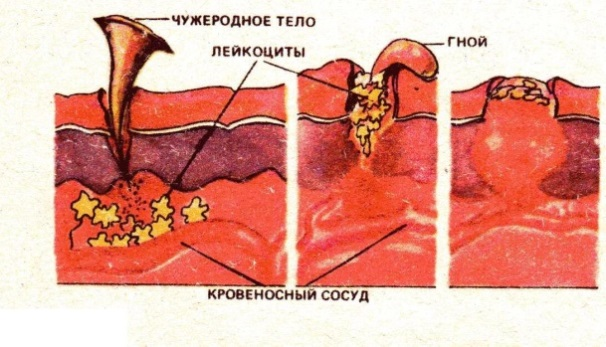 ЧУЖЕРОДНОЕ ТЕЛО
ЛЕЙКОЦИТЫ
ГНОЙ
КРОВЕНОСНЫЙ СОСУД